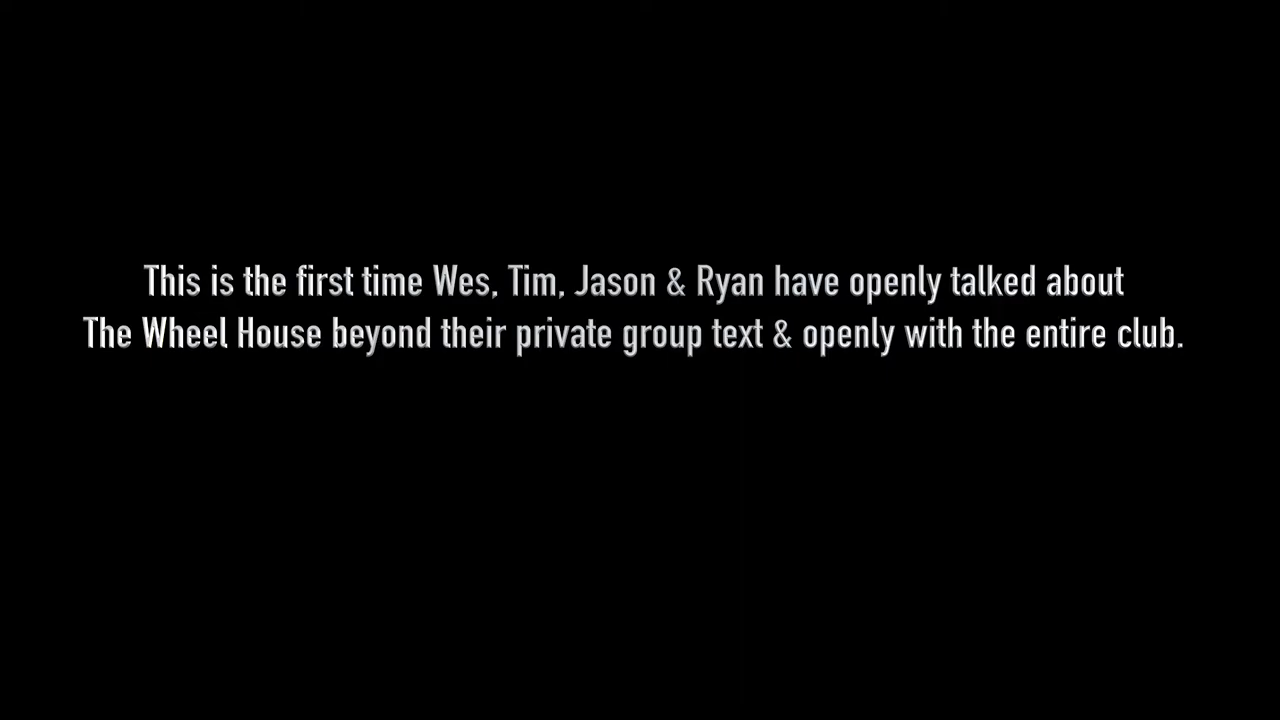 This is the first time Wes, Tim, Jason & Ryan have openly talked about
The Wheel House beyond their private group text & openly with the entire club.